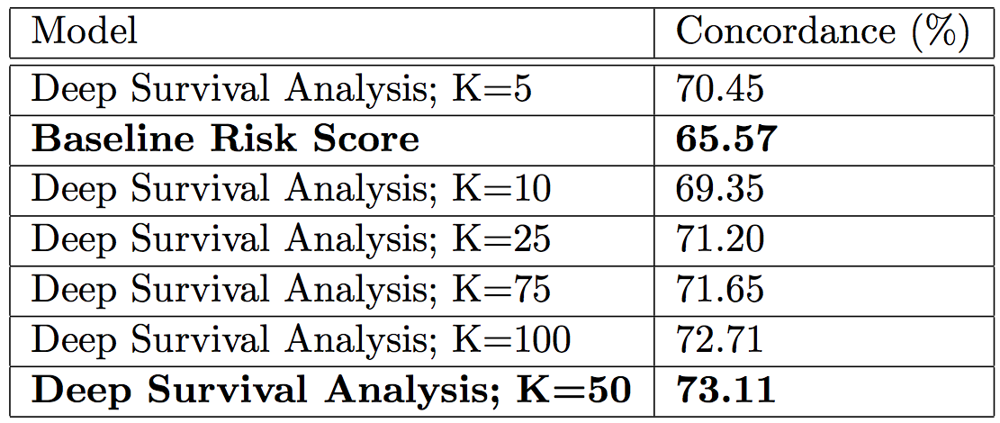 Model Concordance (%)
Deep Survival Analysis; K=5 70.45
Baseline Risk Score 65.57
Deep Survival Analysis; K=10 69.35
Deep Survival Analysis; K=25 71.20
Deep Survival Analysis; K=75 71.65
Deep Survival Analysis; K=100 72.71
Deep Survival Analysis; K=50 73.11